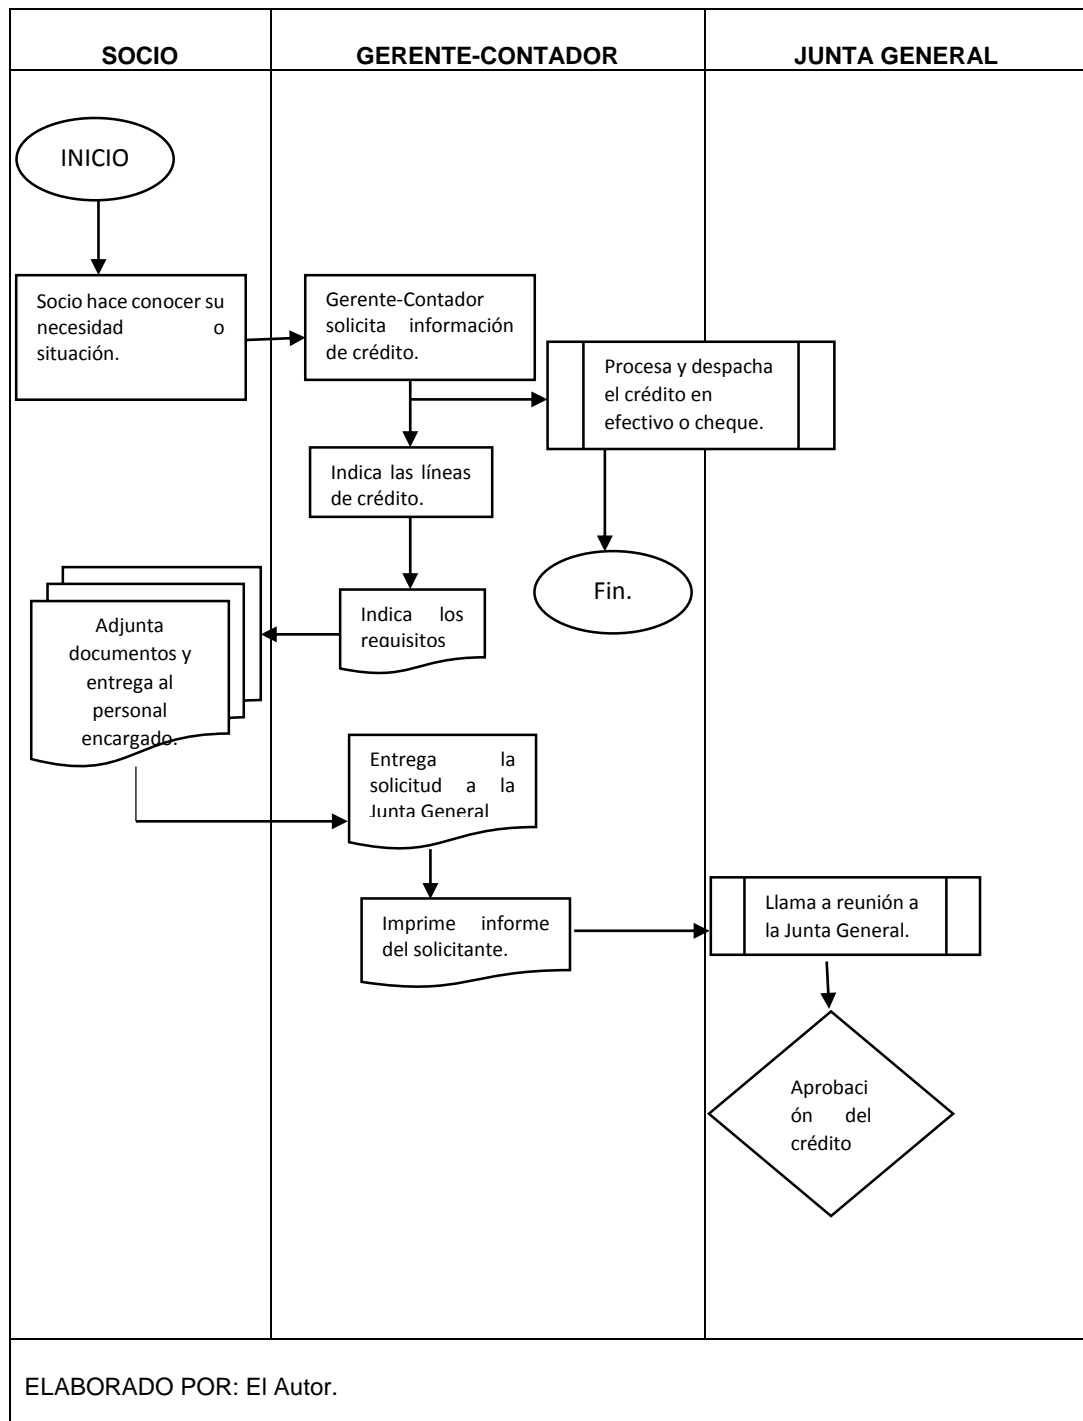 SOCIO
GERENTE-CONTADOR
JUNTA GENERAL
INICIO
Socio hace conocer su
necesidad o
situación.
Gerente-Contador
solicita información
de crédito.
Procesa y despacha
el crédito en
efectivo o cheque.
Indica las líneas
de crédito.
Fin.
Indica los
requisitos
Adjunta
documentos y
entrega al
personal
encargado.
Entrega la
solicitud a la
Junta General
Imprime informe
del solicitante.
Llama a reunión a
la Junta General.
Aprobaci
ón del
crédito
ELABORADO POR: El Autor.